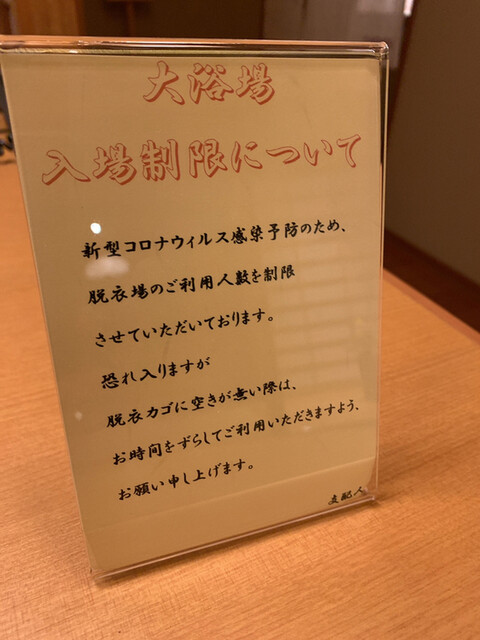 大浴場
入場制限について
新型コロナウィルス感染予防のため、
脱衣場のご利用人数を制限
させていただいております。
恐れ入りますが
脱衣カゴに空きが無い際は、
お時間をずらしてご利用いただきますよう、
お願い申し上げます。
支配人